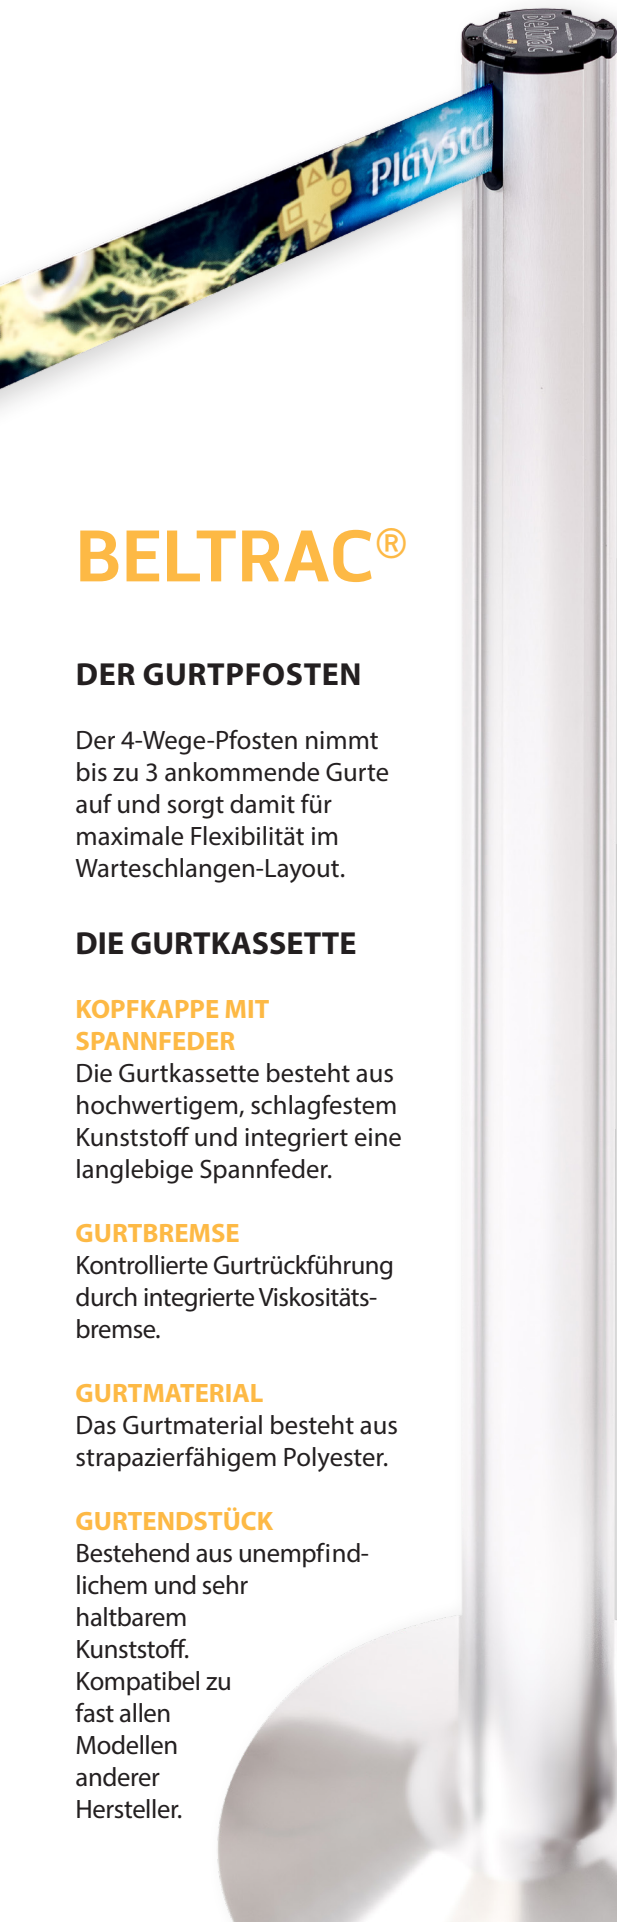 Beltrac
PlaySta
BELTRAC®
DER GURTPFOSTEN
Der 4-Wege-Pfosten nimmt
bis zu 3 ankommende Gurte
auf und sorgt damit für
maximale Flexibilität im
Warteschlangen-Layout.
DIE GURTKASSETTE
KOPFKAPPE MIT
SPANNFEDER
Die Gurtkassette besteht aus
hochwertigem, schlagfestem
Kunststoff und integriert eine
langlebige Spannfeder.
GURTBREMSE
Kontrollierte Gurtrückführung
durch integrierte Viskositäts-
bremse.
GURTMATERIAL
Das Gurtmaterial besteht aus
strapazierfähigem Polyester.
GURTENDSTÜCK
Bestehend aus unempfind-
lichem und sehr
haltbarem
Kunststoff.
Kompatibel zu
fast allen
Modellen
anderer
Hersteller.